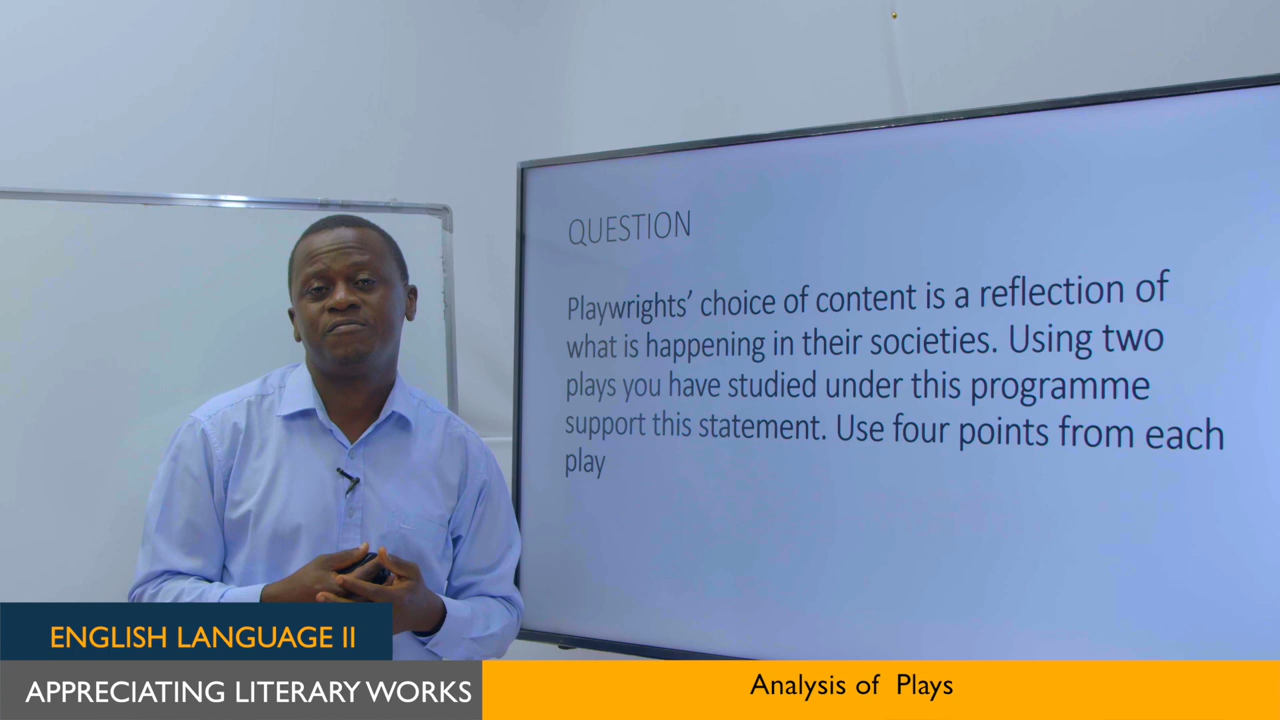 QUESTION
Playwrights’ choice of content is a reflection of
what is happening in their societies. Using two
plays you have studied under this programme
support this statement. Use four points from each
play
ENGLISH LANGUAGE II
APPRECIATING LITERARY WORKS
Analysis of Plays